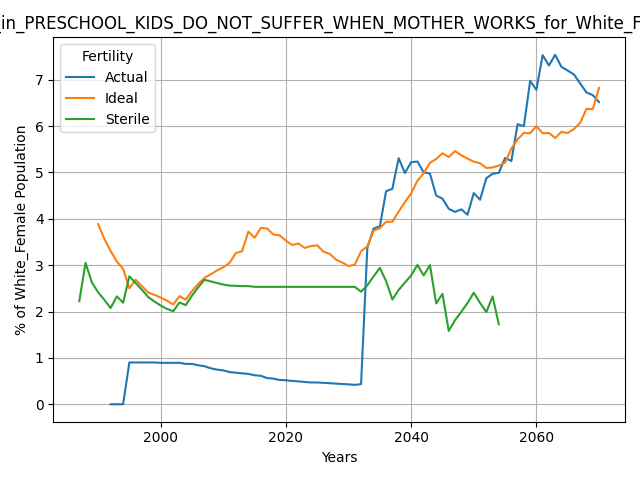 _in_PRESCHOOL_KIDS_DO_NOT_SUFFER_WHEN_MOTHER_WORKS_for_White_F
Fertility
Actual
Ideal
Sterile
% of White_Female Population
7
6
5
4
3
2
1
0
2000 2020 2040 2060
Years